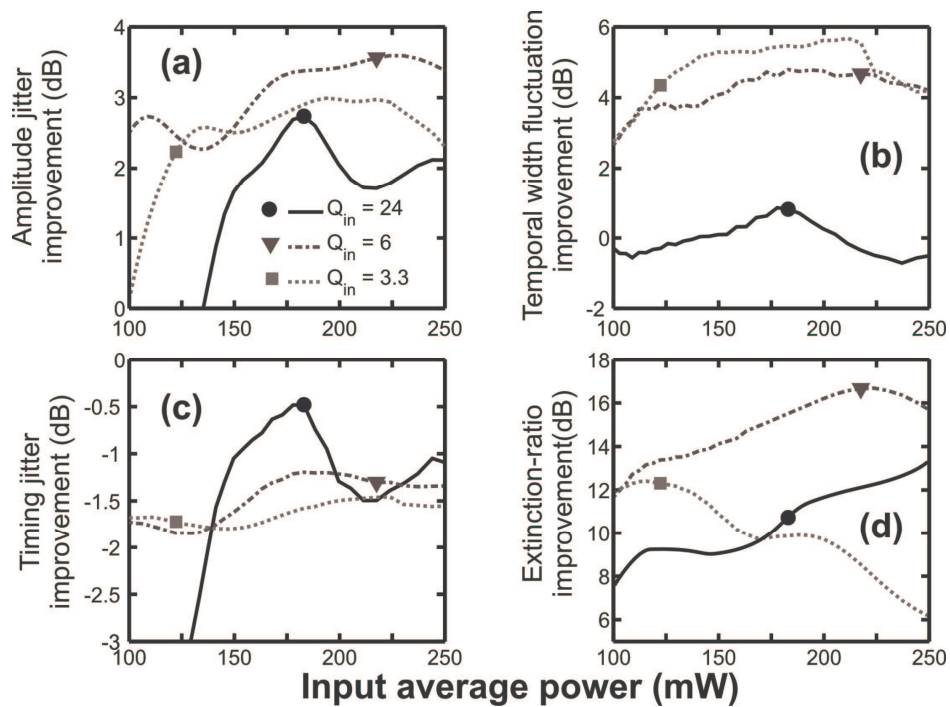 Amplitude jitter
improvement (dB)
4
3
2
1
0
(a)
Q_in = 24
Q_in = 6
Q_in = 3.3
100 150 200 250
Temporal width fluctuation
improvement (dB)
6
4
2
0
-2
(b)
100 150 200 250
Timing jitter
improvement (dB)
0
-0.5
-1
-1.5
-2
-2.5
-3
(c)
100 150 200 250
Extinction-ratio
improvement(dB)
18
16
14
12
10
8
6
(d)
100 150 200 250
Input average power (mW)